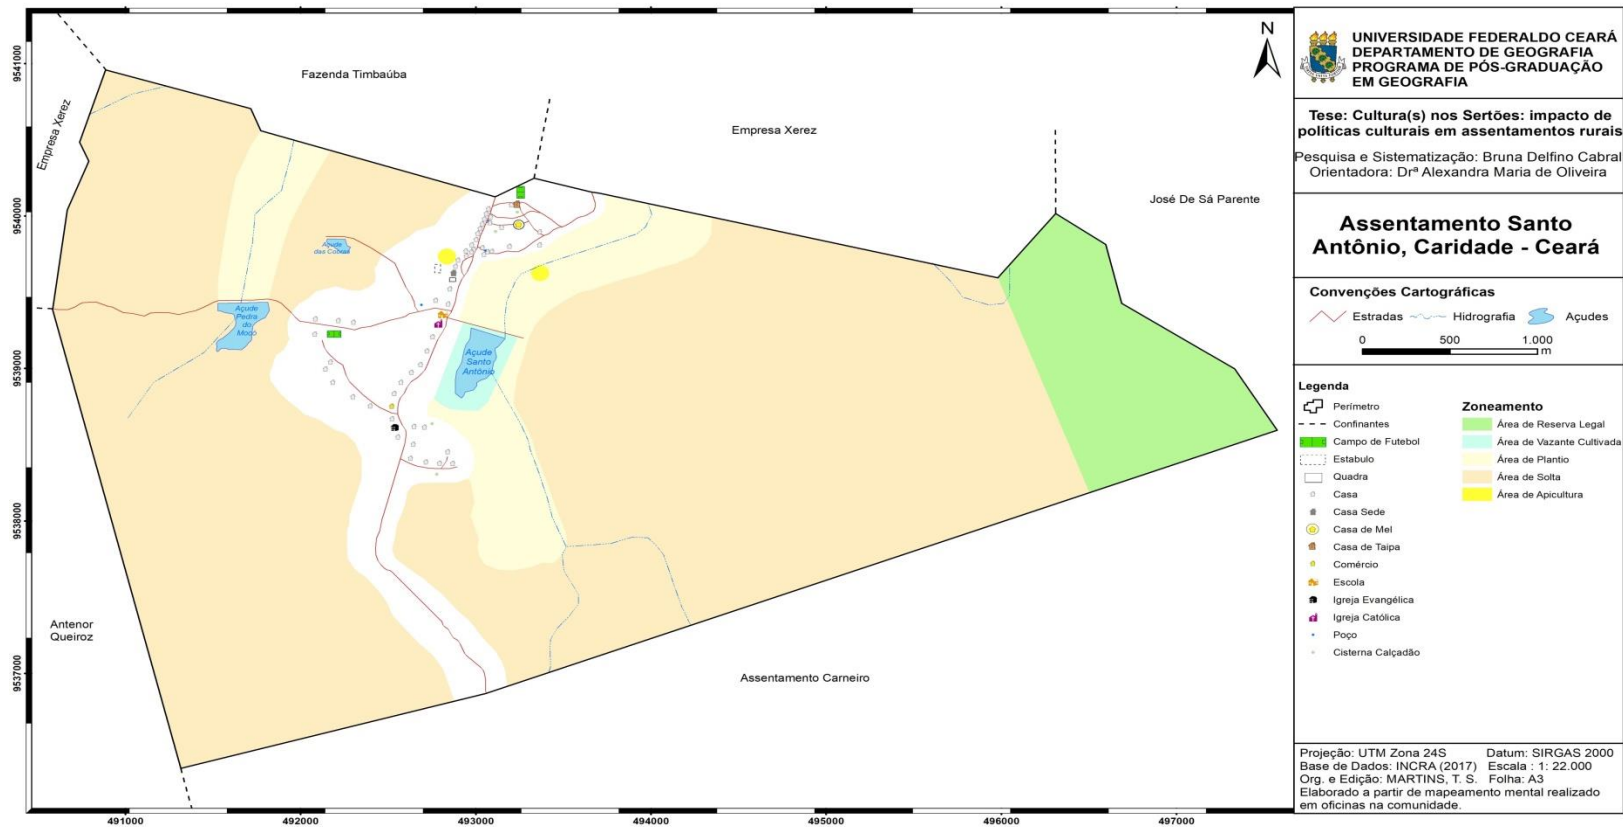 Fazenda Timbaúba
Empresa Xerez
Empresa Xerez
José De Sá Parente
Antenor
Queiroz
Assentamento Carneiro
Açude
das Cobras
Açude
Pedra
do
Mocó
Açude
Santo
Antônio
N
9541000
9540000
9539000
9538000
9537000
491000
492000
493000
494000
495000
496000
497000
UNIVERSIDADE FEDERALDO CEARÁ
DEPARTAMENTO DE GEOGRAFIA
PROGRAMA DE PÓS-GRADUAÇÃO
EM GEOGRAFIA
Tese: Cultura(s) nos Sertões: impacto de
políticas culturais em assentamentos rurais
Pesquisa e Sistematização: Bruna Delfino Cabral
Orientadora: Drª Alexandra Maria de Oliveira
Assentamento Santo
Antônio, Caridade - Ceará
Convenções Cartográficas
Estradas
Hidrografia
Açudes
0 500 1.000
m
Legenda
Perímetro
Confinantes
Campo de Futebol
Estabulo
Quadra
Casa
Casa Sede
Casa de Mel
Casa de Taipa
Comércio
Escola
Igreja Evangélica
Igreja Católica
Poço
Cisterna Calçadão
Zoneamento
Área de Reserva Legal
Área de Vazante Cultivada
Área de Plantio
Área de Solta
Área de Apicultura
Projeção: UTM Zona 24S Datum: SIRGAS 2000
Base de Dados: INCRA (2017) Escala : 1: 22.000
Org. e Edição: MARTINS, T. S. Folha: A3
Elaborado a partir de mapeamento mental realizado
em oficinas na comunidade.